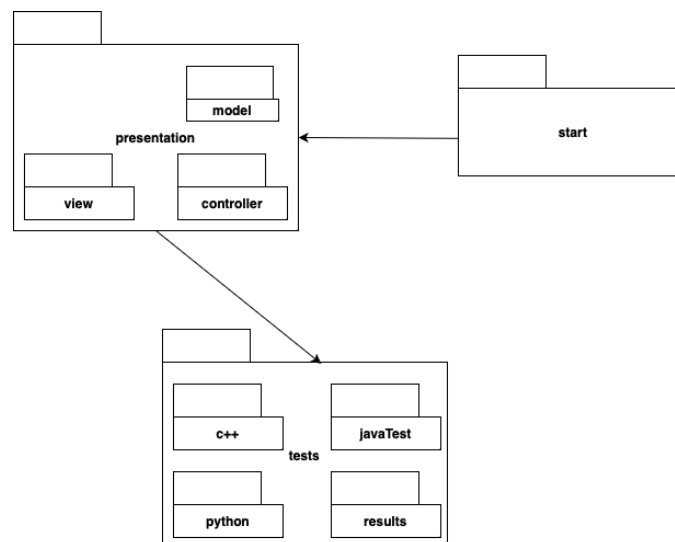 model
presentation
view
controller
start
c++
javaTest
tests
python
results